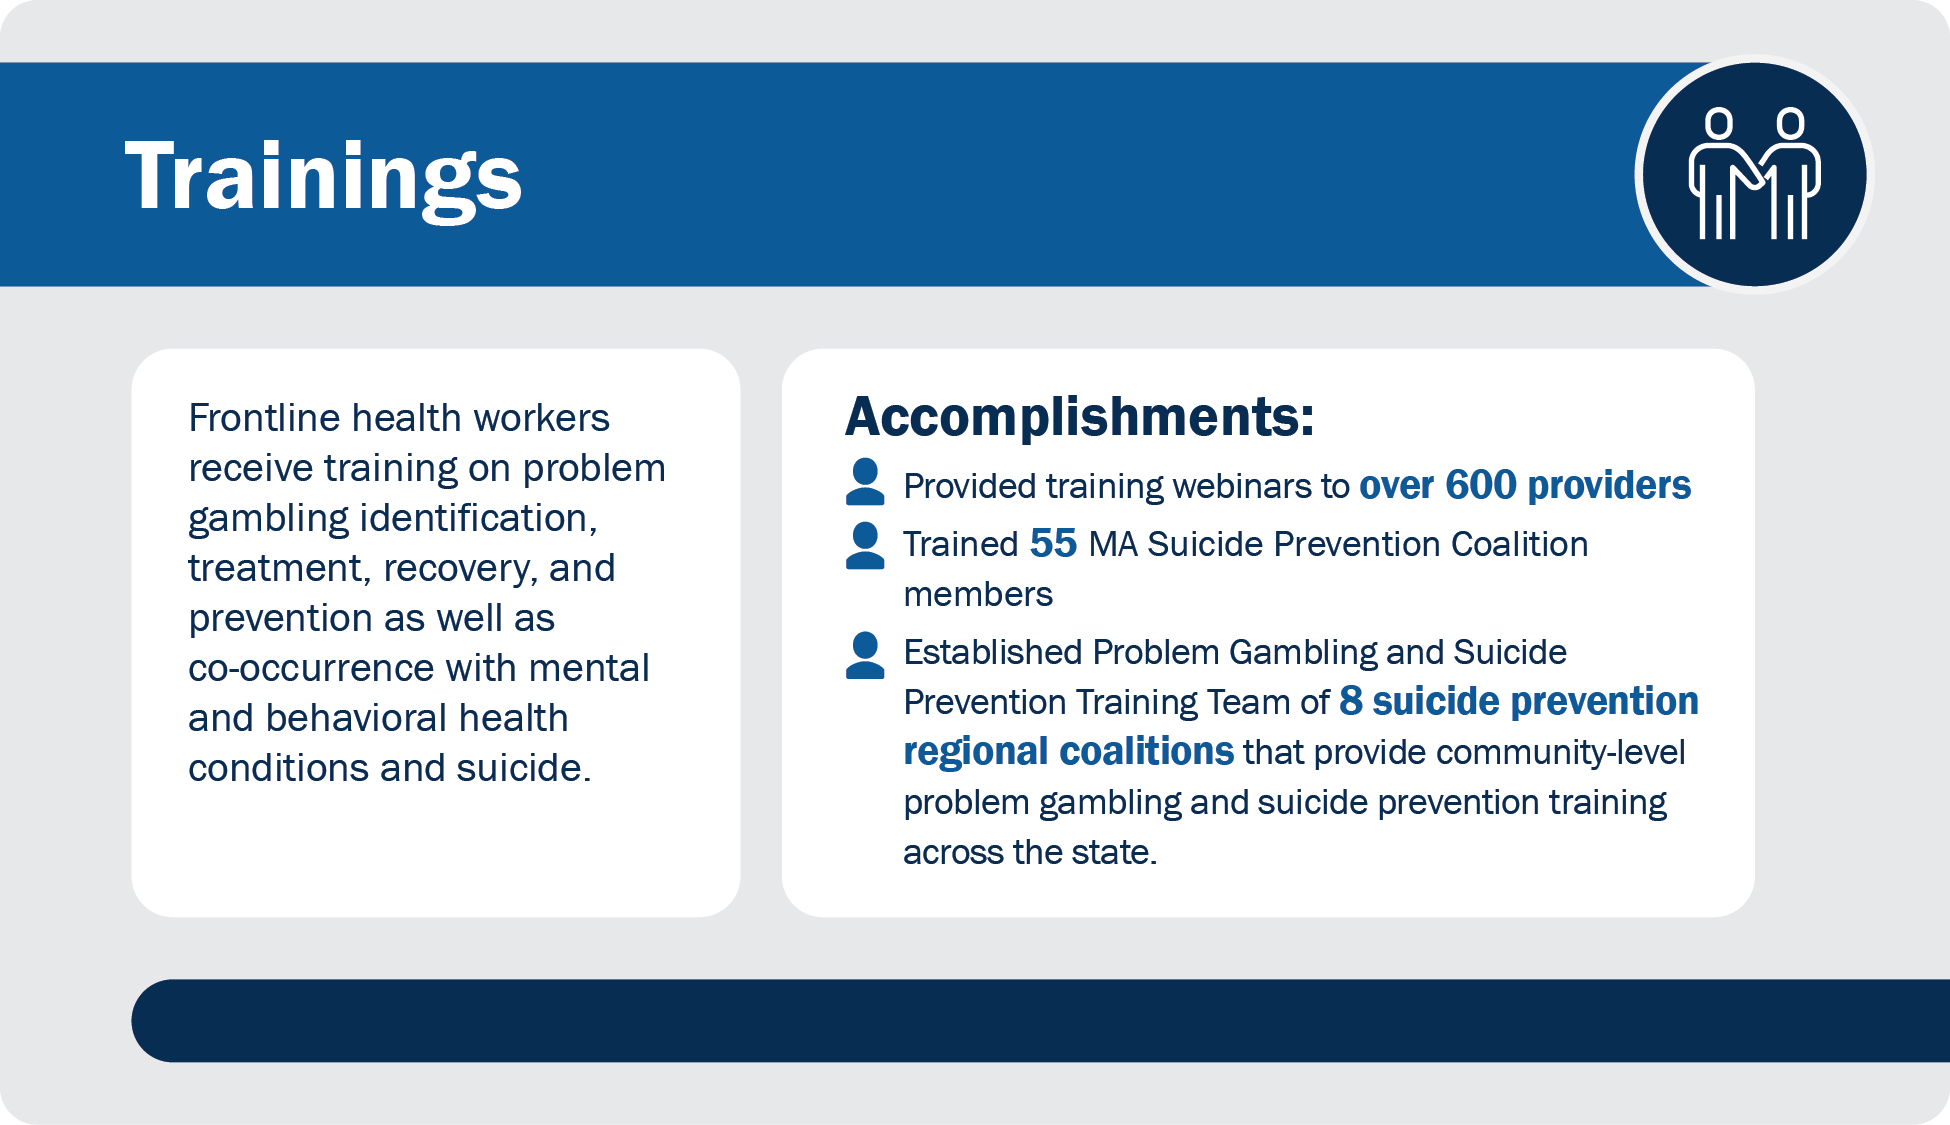 Trainings
Frontline health workers
receive training on problem
gambling identification,
treatment, recovery, and
prevention as well as
co-occurrence with mental
and behavioral health
conditions and suicide.
Accomplishments:
Provided training webinars to over 600 providers
Trained 55 MA Suicide Prevention Coalition
members
Established Problem Gambling and Suicide
Prevention Training Team of 8 suicide prevention
regional coalitions that provide community-level
problem gambling and suicide prevention training
across the state.